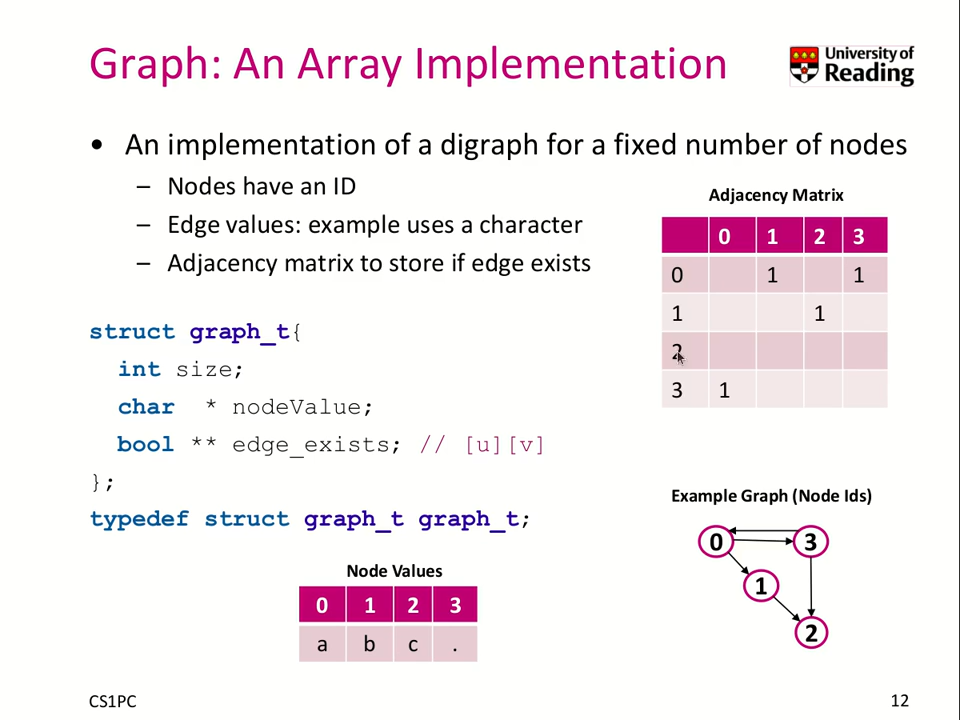 Graph: An Array Implementation
University of
Reading
• An implementation of a digraph for a fixed number of nodes
– Nodes have an ID
– Edge values: example uses a character
– Adjacency matrix to store if edge exists
Adjacency Matrix
0 1 2 3
0 1 1
1 1
2
3 1
struct graph_t{
int size;
char * nodeValue;
bool ** edge_exists; // [u][v]
};
typedef struct graph_t graph_t;
Example Graph (Node Ids)
0 3
1
2
Node Values
0 1 2 3
a b c .
CS1PC
12